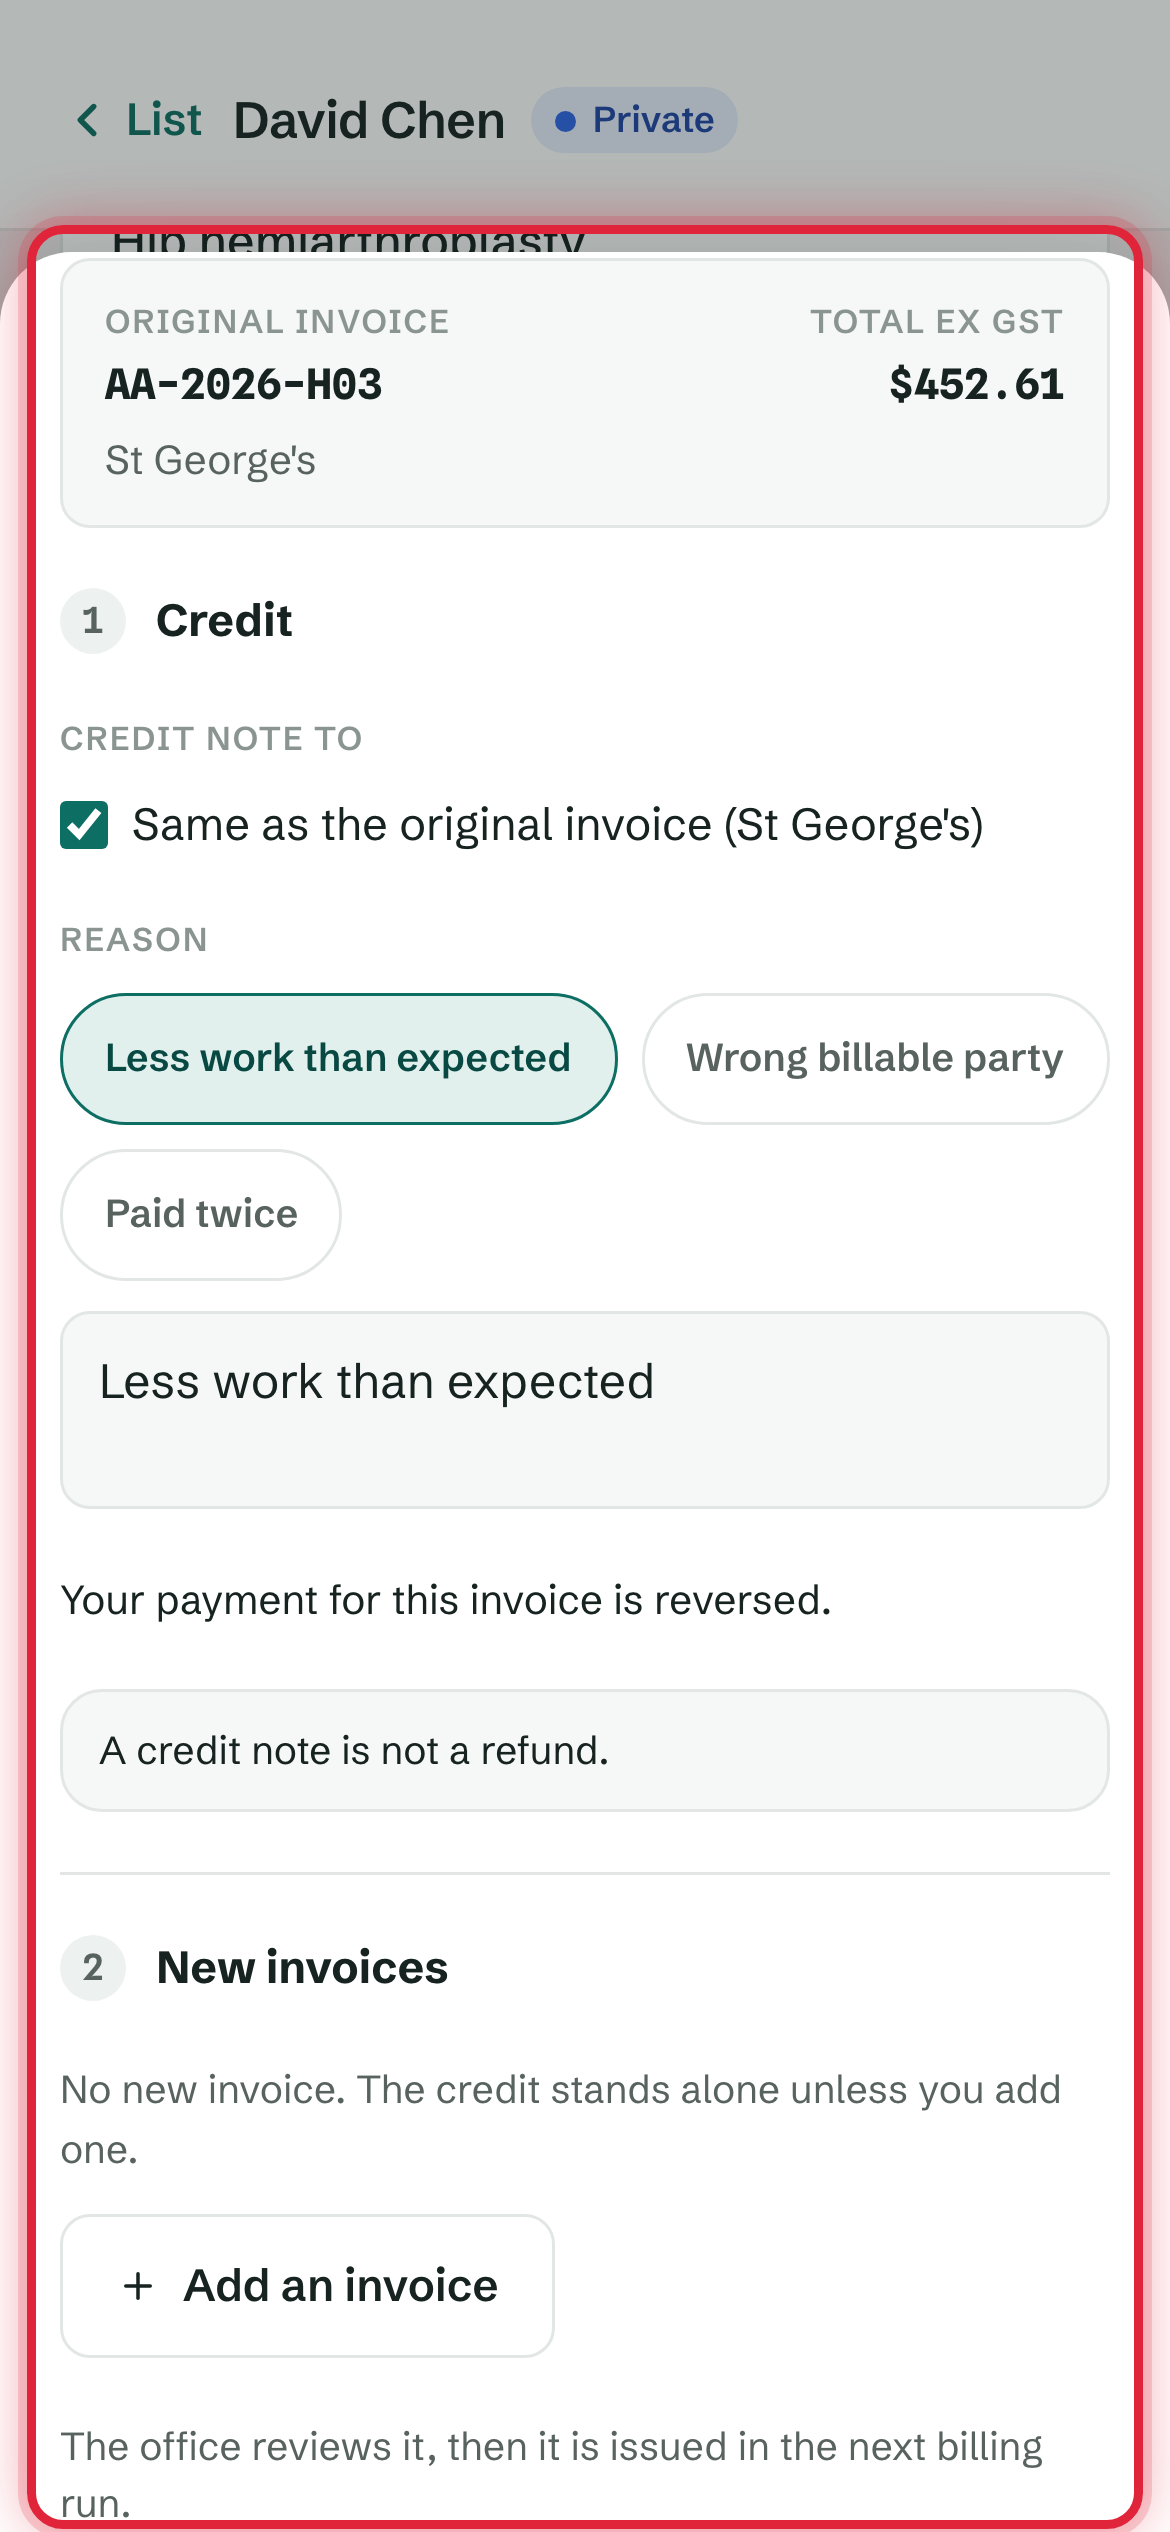 List David Chen Private
Hip hemiarthroplasty
ORIGINAL INVOICE TOTAL EX GST
AA-2026-H03 $452.61
St George's
1 Credit
CREDIT NOTE TO
Same as the original invoice (St George's)
REASON
Less work than expected Wrong billable party
Paid twice
Less work than expected
Your payment for this invoice is reversed.
A credit note is not a refund.
2 New invoices
No new invoice. The credit stands alone unless you add
one.
+ Add an invoice
The office reviews it, then it is issued in the next billing
run.